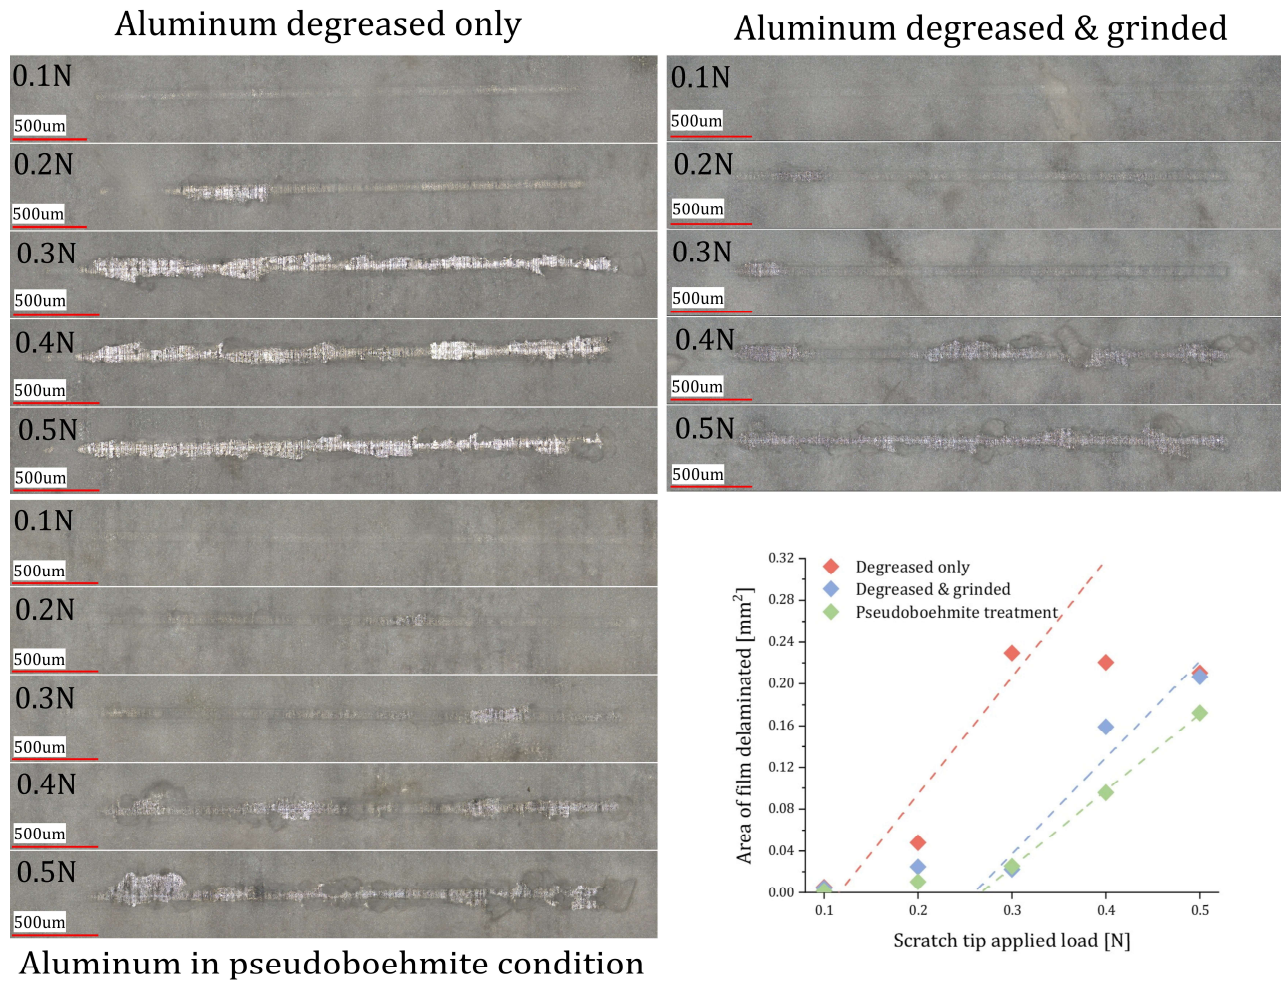 Aluminum degreased only
0.1N
500um
0.2N
500um
0.3N
500um
0.4N
500um
0.5N
500um
Aluminum degreased & grinded
0.1N
500um
0.2N
500um
0.3N
500um
0.4N
500um
0.5N
500um
0.1N
500um
0.2N
500um
0.3N
500um
0.4N
500um
0.5N
500um
Aluminum in pseudoboehmite condition
Degreased only
Degreased & grinded
Pseudoboehmite treatment
Area of film delaminated [mm²]
0.32
0.28
0.24
0.20
0.16
0.12
0.08
0.04
0.00
0.1 0.2 0.3 0.4 0.5
Scratch tip applied load [N]